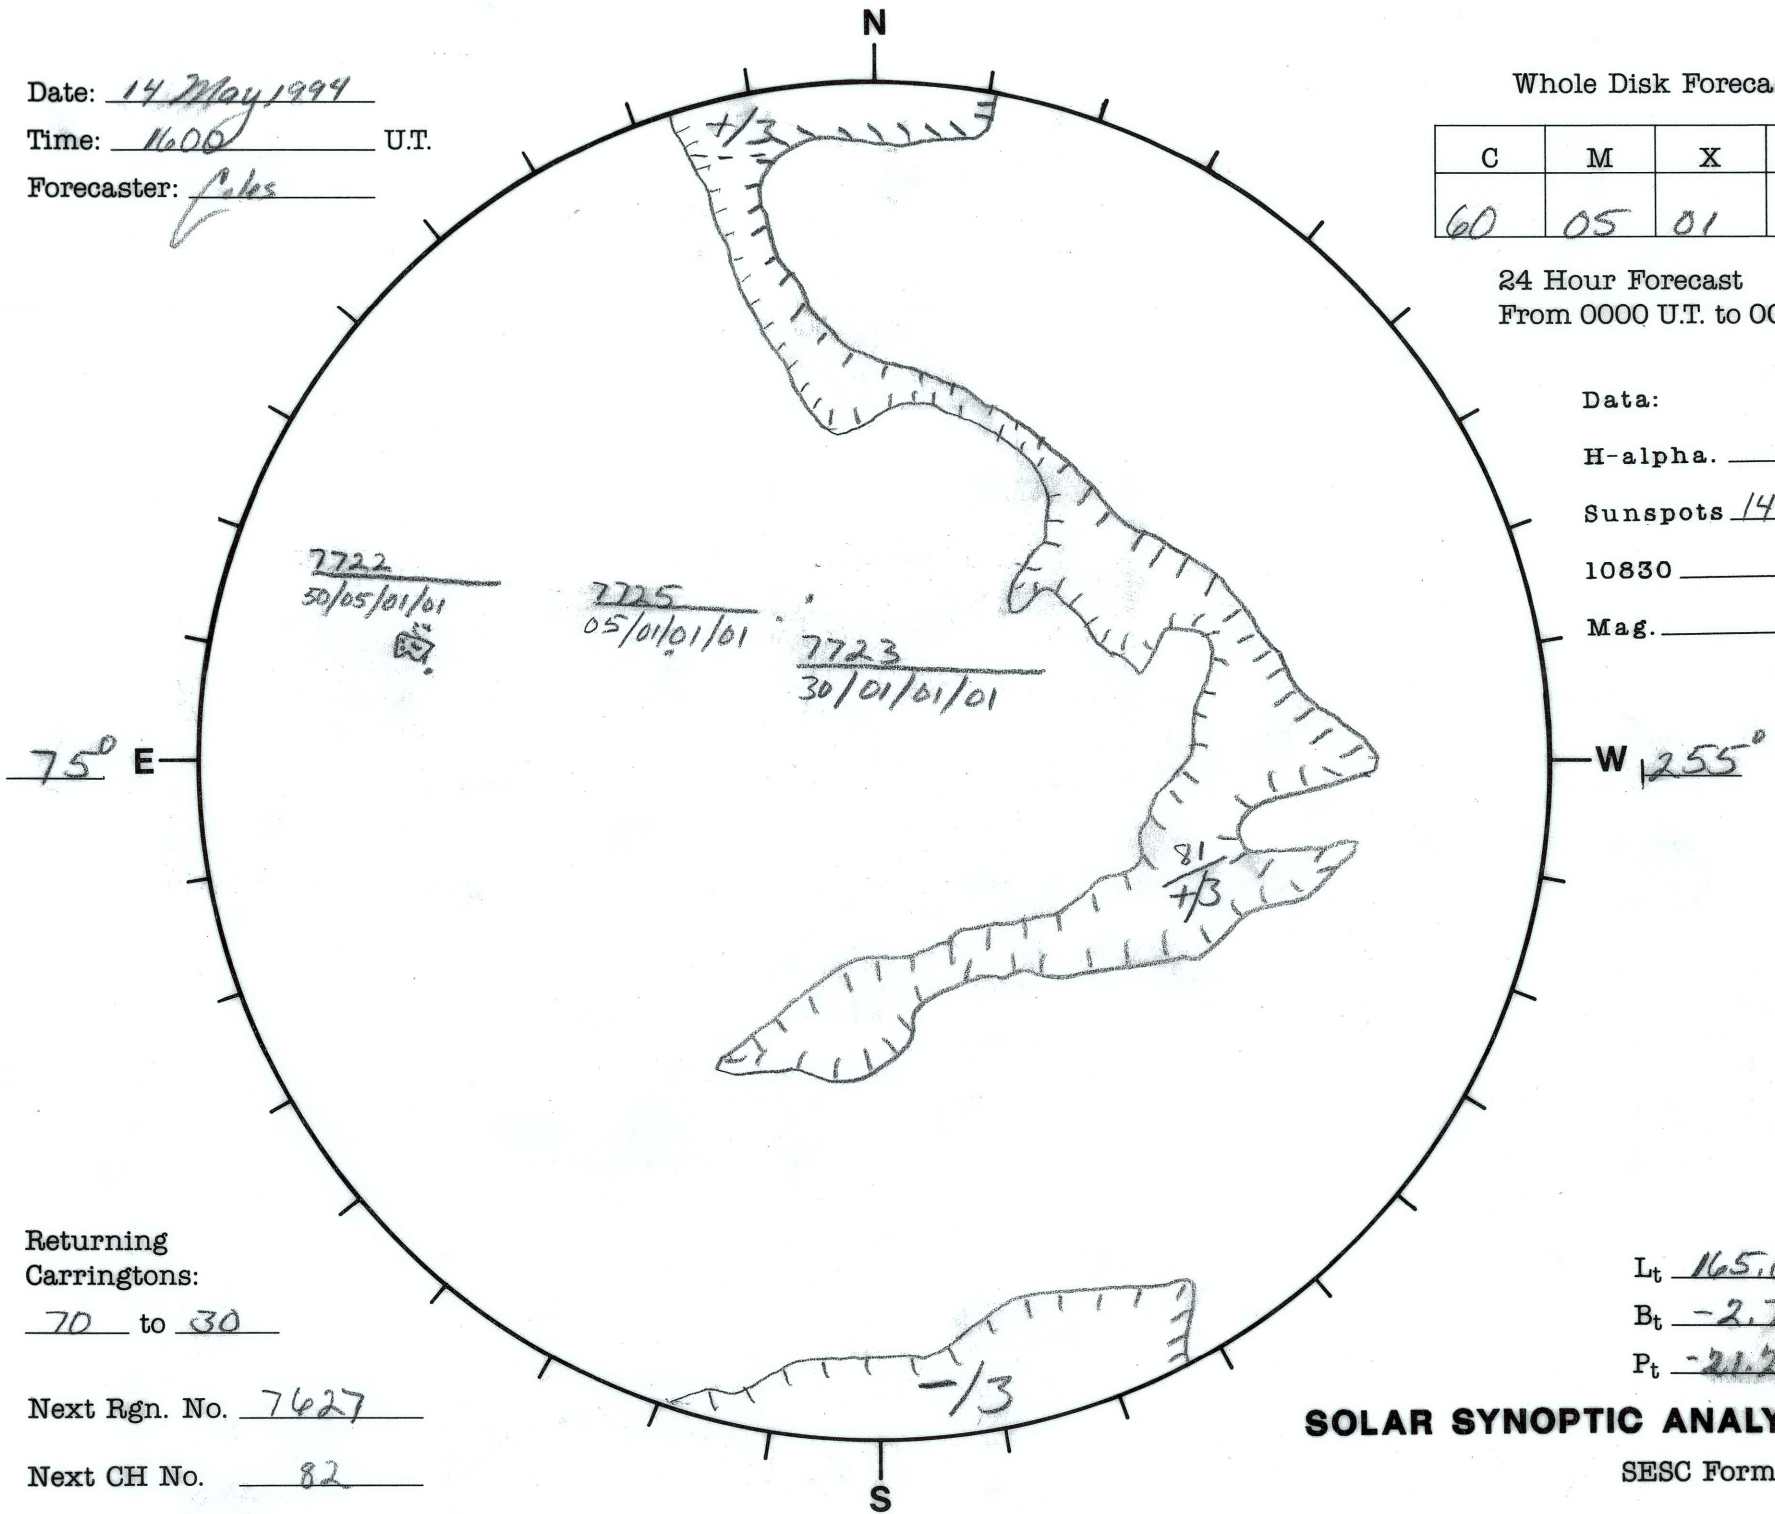 N
Date: 14 May 1994
Time: 1600 U.T.
Forecaster:
Whole Disk Foreca
C M X
60 05 01
24 Hour Forecast
From 0000 U.T. to 00
Data:
H-alpha.
Sunspots 14
10830
Mag.
+/3
7722
50/05/01/01
7725
05/01/01/01
7723
30/01/01/01
75° E
W 255°
81
+/3
-/3
Returning
Carringtons:
70 to 30
Next Rgn. No. 7627
Next CH No. 82
Lt 165.
Bt -2.
Pt -21.2
SOLAR SYNOPTIC ANALY
SESC Form
S